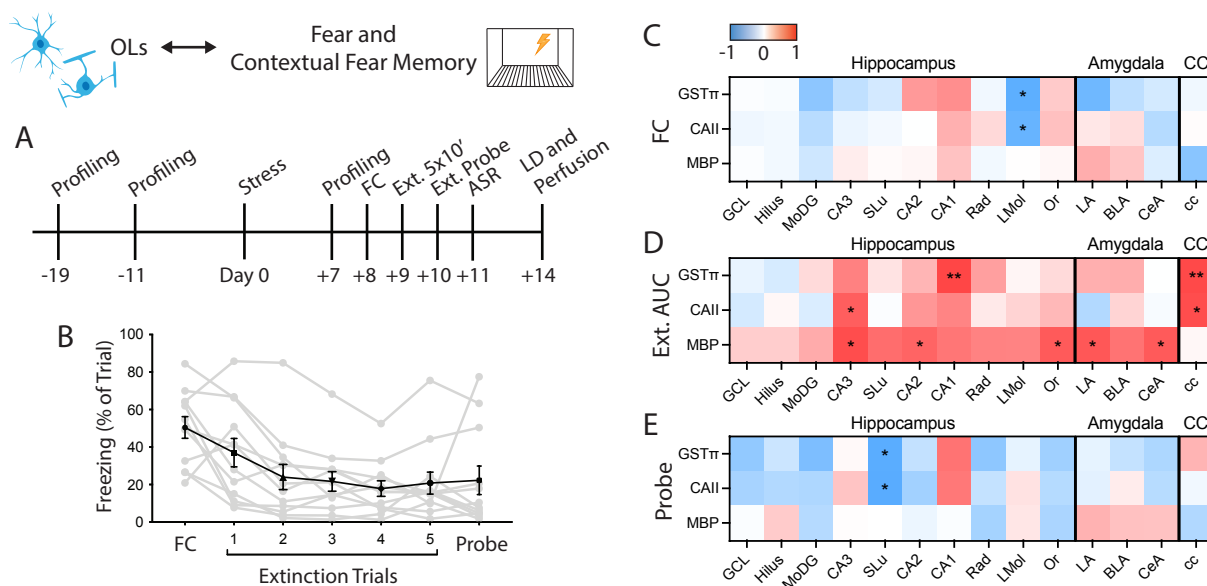 OLs
Fear and
Contextual Fear Memory
A
Profiling
Profiling
Stress
Profiling
FC
Ext. 5x10'
Ext. Probe
ASR
LD and
Perfusion
-19
-11
Day 0
+7
+8
+9
+10
+11
+14
B
Freezing (% of Trial)
100
80
60
40
20
0
FC
1
2
3
4
5
Probe
Extinction Trials
C
-1
0
1
Hippocampus
Amygdala
CC
FC
GSTπ
*
CAII
*
MBP
GCL
Hilus
MoDG
CA3
SLu
CA2
CA1
Rad
LMol
Or
LA
BLA
CeA
cc
D
Hippocampus
Amygdala
CC
Ext. AUC
GSTπ
**
**
CAII
*
*
MBP
*
*
*
*
*
GCL
Hilus
MoDG
CA3
SLu
CA2
CA1
Rad
LMol
Or
LA
BLA
CeA
cc
E
Hippocampus
Amygdala
CC
Probe
GSTπ
*
CAII
*
MBP
GCL
Hilus
MoDG
CA3
SLu
CA2
CA1
Rad
LMol
Or
LA
BLA
CeA
cc